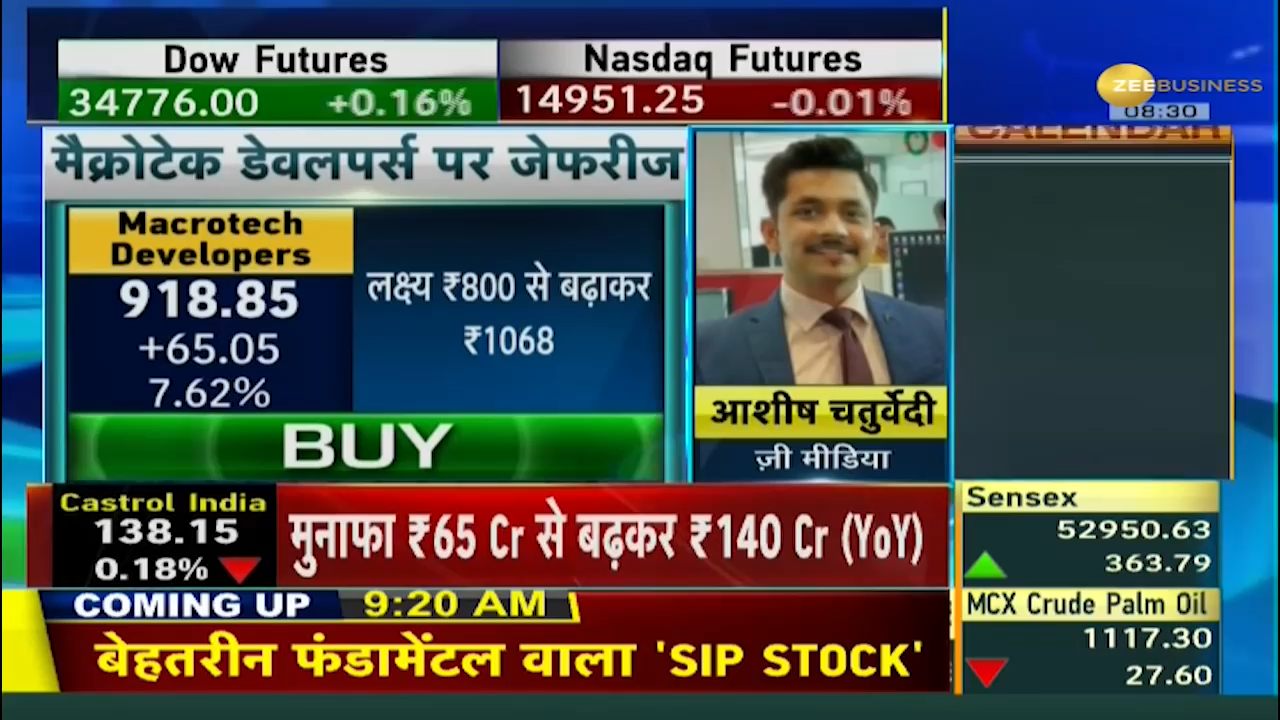 Dow Futures
34776.00 +0.16%
Nasdaq Futures
14951.25 -0.01%
ZEEBUSINESS
08:30
मैक्रोटेक डेवलपर्स पर जेफरीज
CALENDAR
Macrotech
Developers
918.85
+65.05
7.62%
लक्ष्य ₹800 से बढ़ाकर
₹1068
BUY
आशीष चतुर्वेदी
ज़ी मीडिया
Castrol India
138.15
0.18%
मुनाफा ₹65 Cr से बढ़कर ₹140 Cr (YoY)
Sensex
52950.63
363.79
MCX Crude Palm Oil
1117.30
27.60
COMING UP 9:20 AM
बेहतरीन फंडामेंटल वाला 'SIP STOCK'